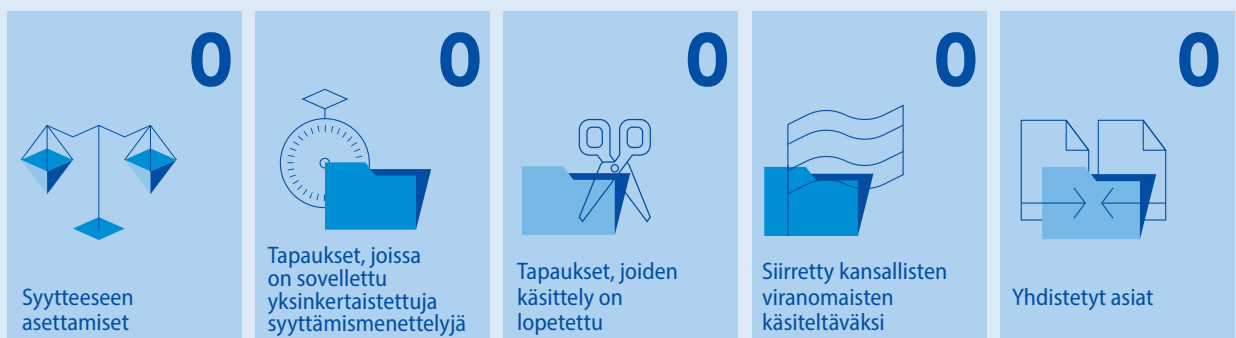 0
Syytteeseen
asettamiset
0
Tapaukset, joissa
on sovellettu
yksinkertaistettuja
syyttämismenettelyjä
0
Tapaukset, joiden
käsittely on
lopetettu
0
Siirretty kansallisten
viranomaisten
käsiteltäväksi
0
Yhdistetyt asiat